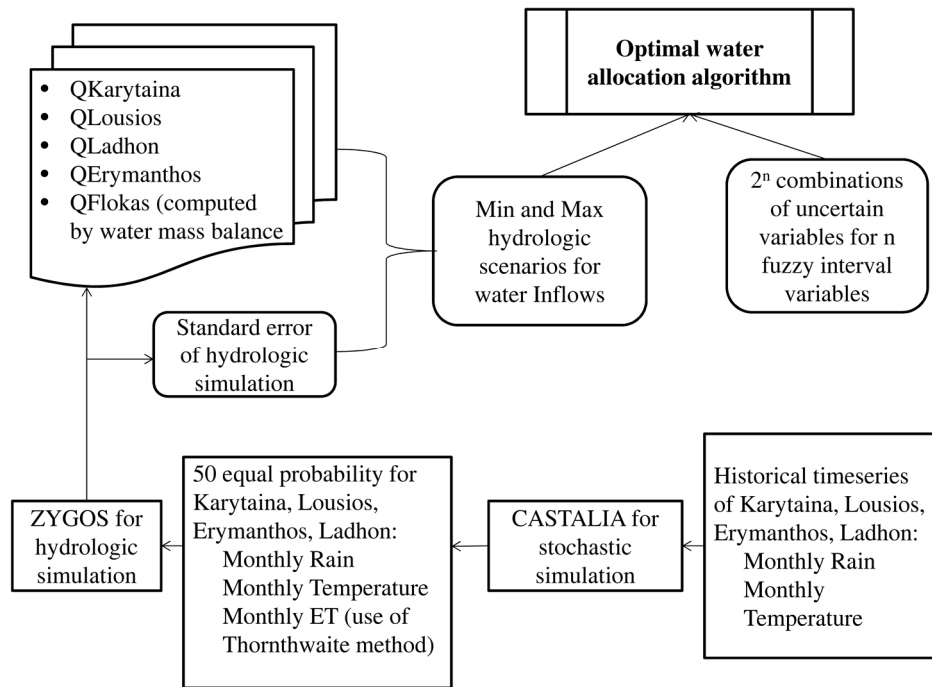 • QKarytaina
• QLousios
• QLadhon
• QErymanthos
• QFlokas (computed
by water mass balance
Optimal water
allocation algorithm
Min and Max
hydrologic
scenarios for
water Inflows
2ⁿ combinations
of uncertain
variables for n
fuzzy interval
variables
Standard error
of hydrologic
simulation
ZYGOS for
hydrologic
simulation
50 equal probability for
Karytaina, Lousios,
Erymanthos, Ladhon:
Monthly Rain
Monthly Temperature
Monthly ET (use of
Thornthwaite method)
CASTALIA for
stochastic
simulation
Historical timeseries
of Karytaina, Lousios,
Erymanthos, Ladhon:
Monthly Rain
Monthly
Temperature